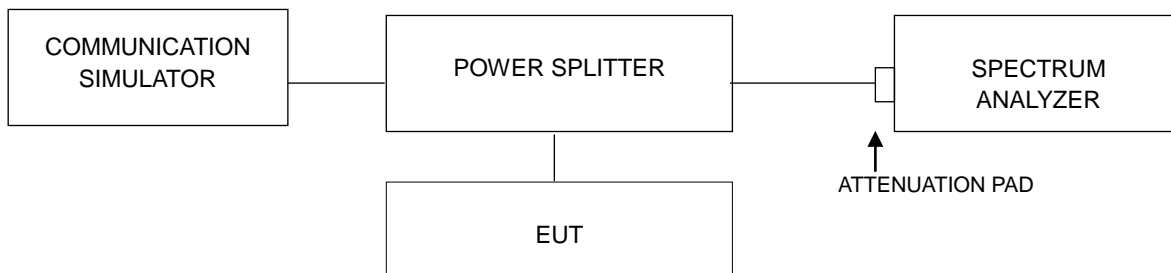 COMMUNICATION
SIMULATOR
POWER SPLITTER
SPECTRUM
ANALYZER
ATTENUATION PAD
EUT